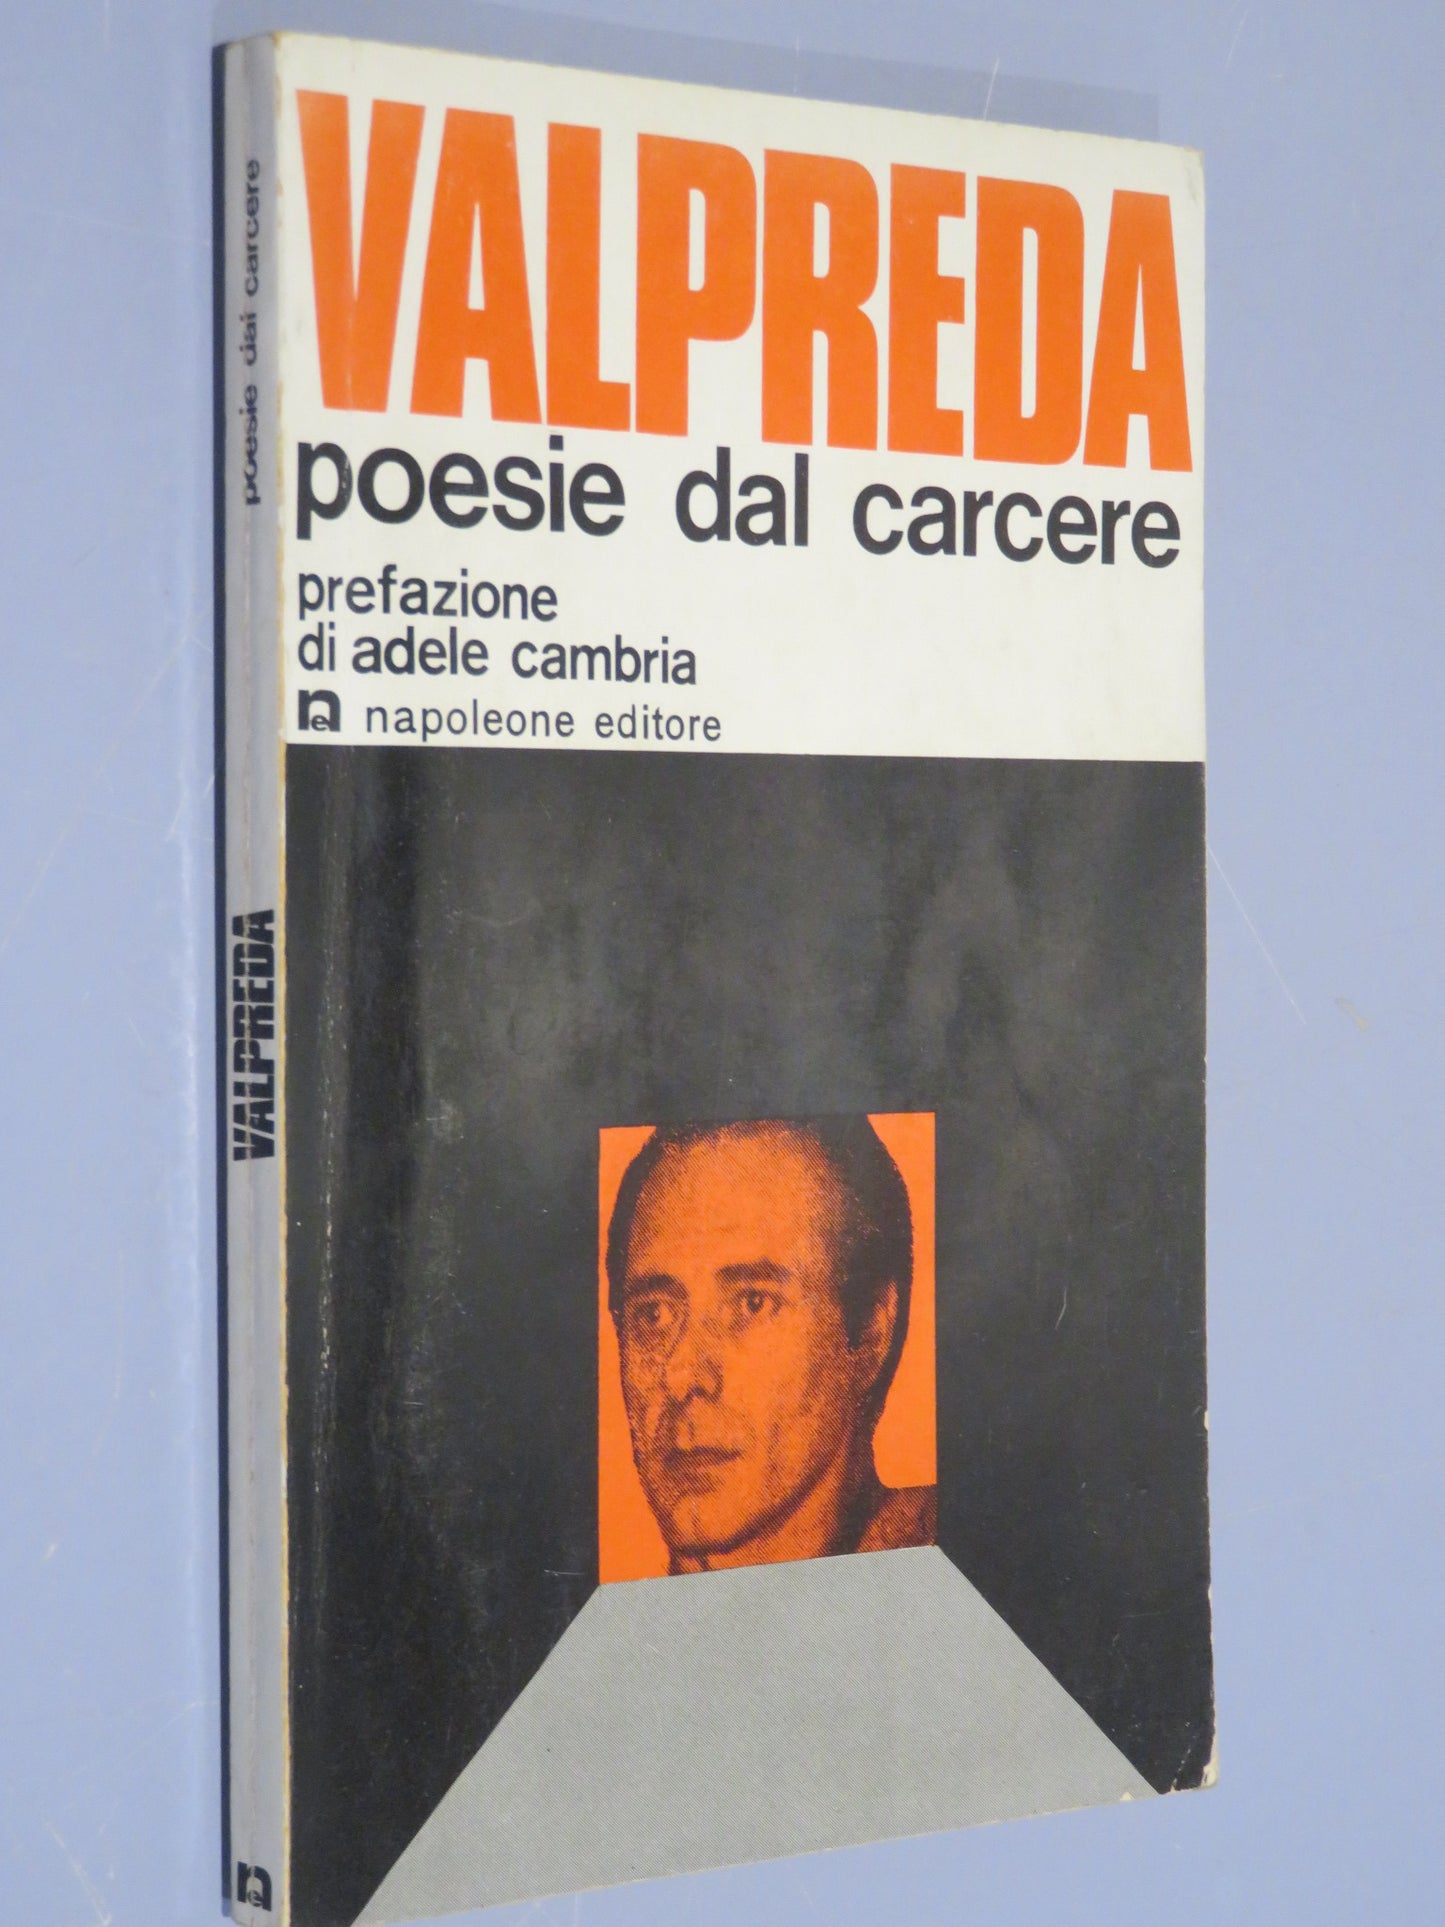 VALPREDA
poesie dal carcere
prefazione
di adele cambria
ne napoleone editore
poesie dal carcere
VALPREDA
ne